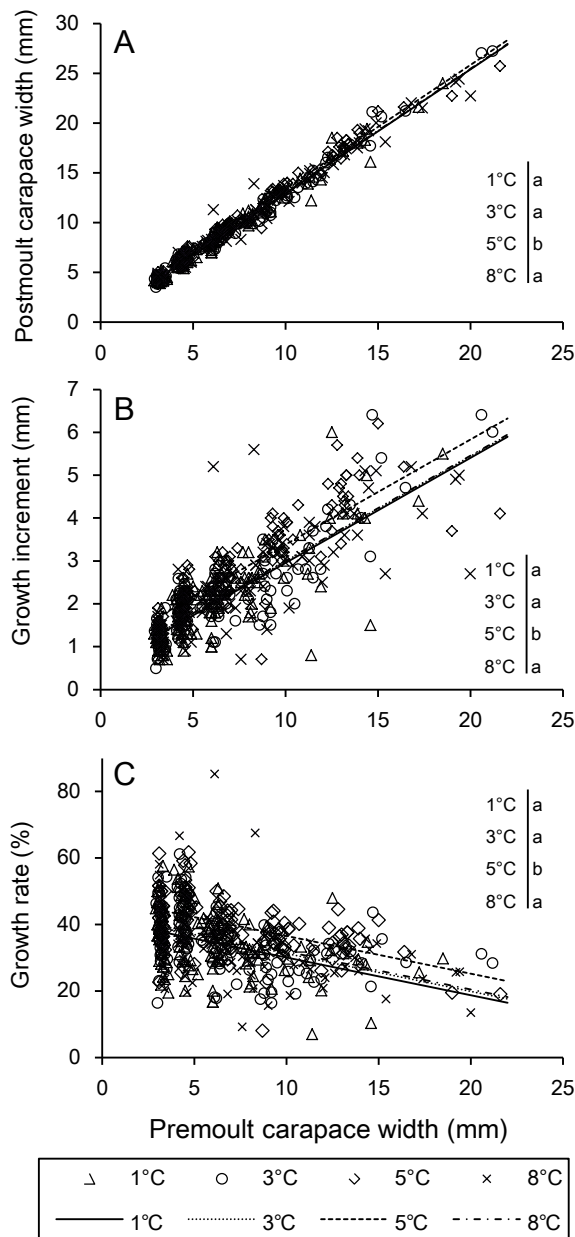 A
Postmoult carapace width (mm)
30
25
20
15
10
5
0
0 5 10 15 20 25
1°C a
3°C a
5°C b
8°C a
B
Growth increment (mm)
7
6
5
4
3
2
1
0
0 5 10 15 20 25
1°C a
3°C a
5°C b
8°C a
C
Growth rate (%)
80
60
40
20
0
0 5 10 15 20 25
1°C a
3°C a
5°C b
8°C a
Premoult carapace width (mm)
1°C 3°C 5°C 8°C
1°C 3°C 5°C 8°C